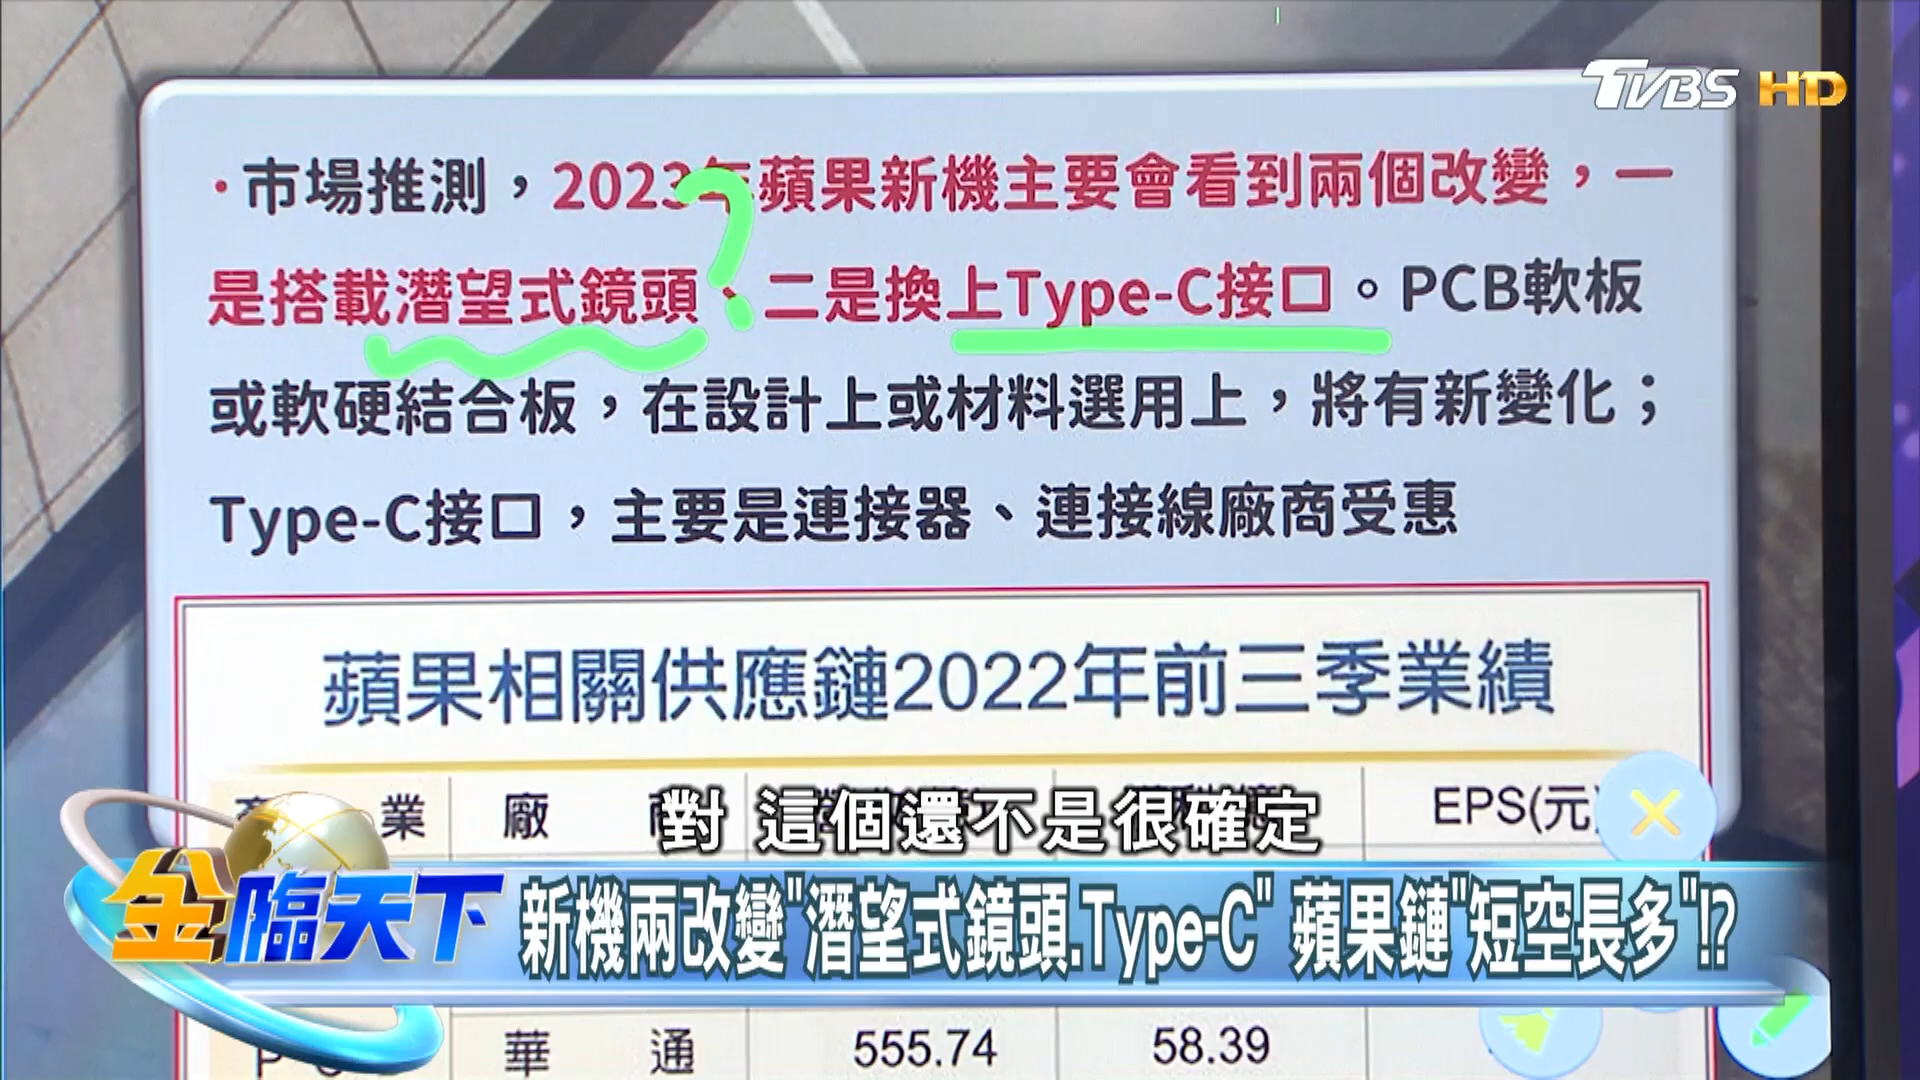 TVBS HD
·市場推測，2023年蘋果新機主要會看到兩個改變，一
是搭載潛望式鏡頭、二是換上Type-C接口。PCB軟板
或軟硬結合板，在設計上或材料選用上，將有新變化；
Type-C接口，主要是連接器、連接線廠商受惠
蘋果相關供應鏈2022年前三季業績
業 廠 EPS(元)
對 這個還不是很確定
金臨天下
新機兩改變"潛望式鏡頭.Type-C" 蘋果鏈"短空長多"!?
華通 555.74 58.39